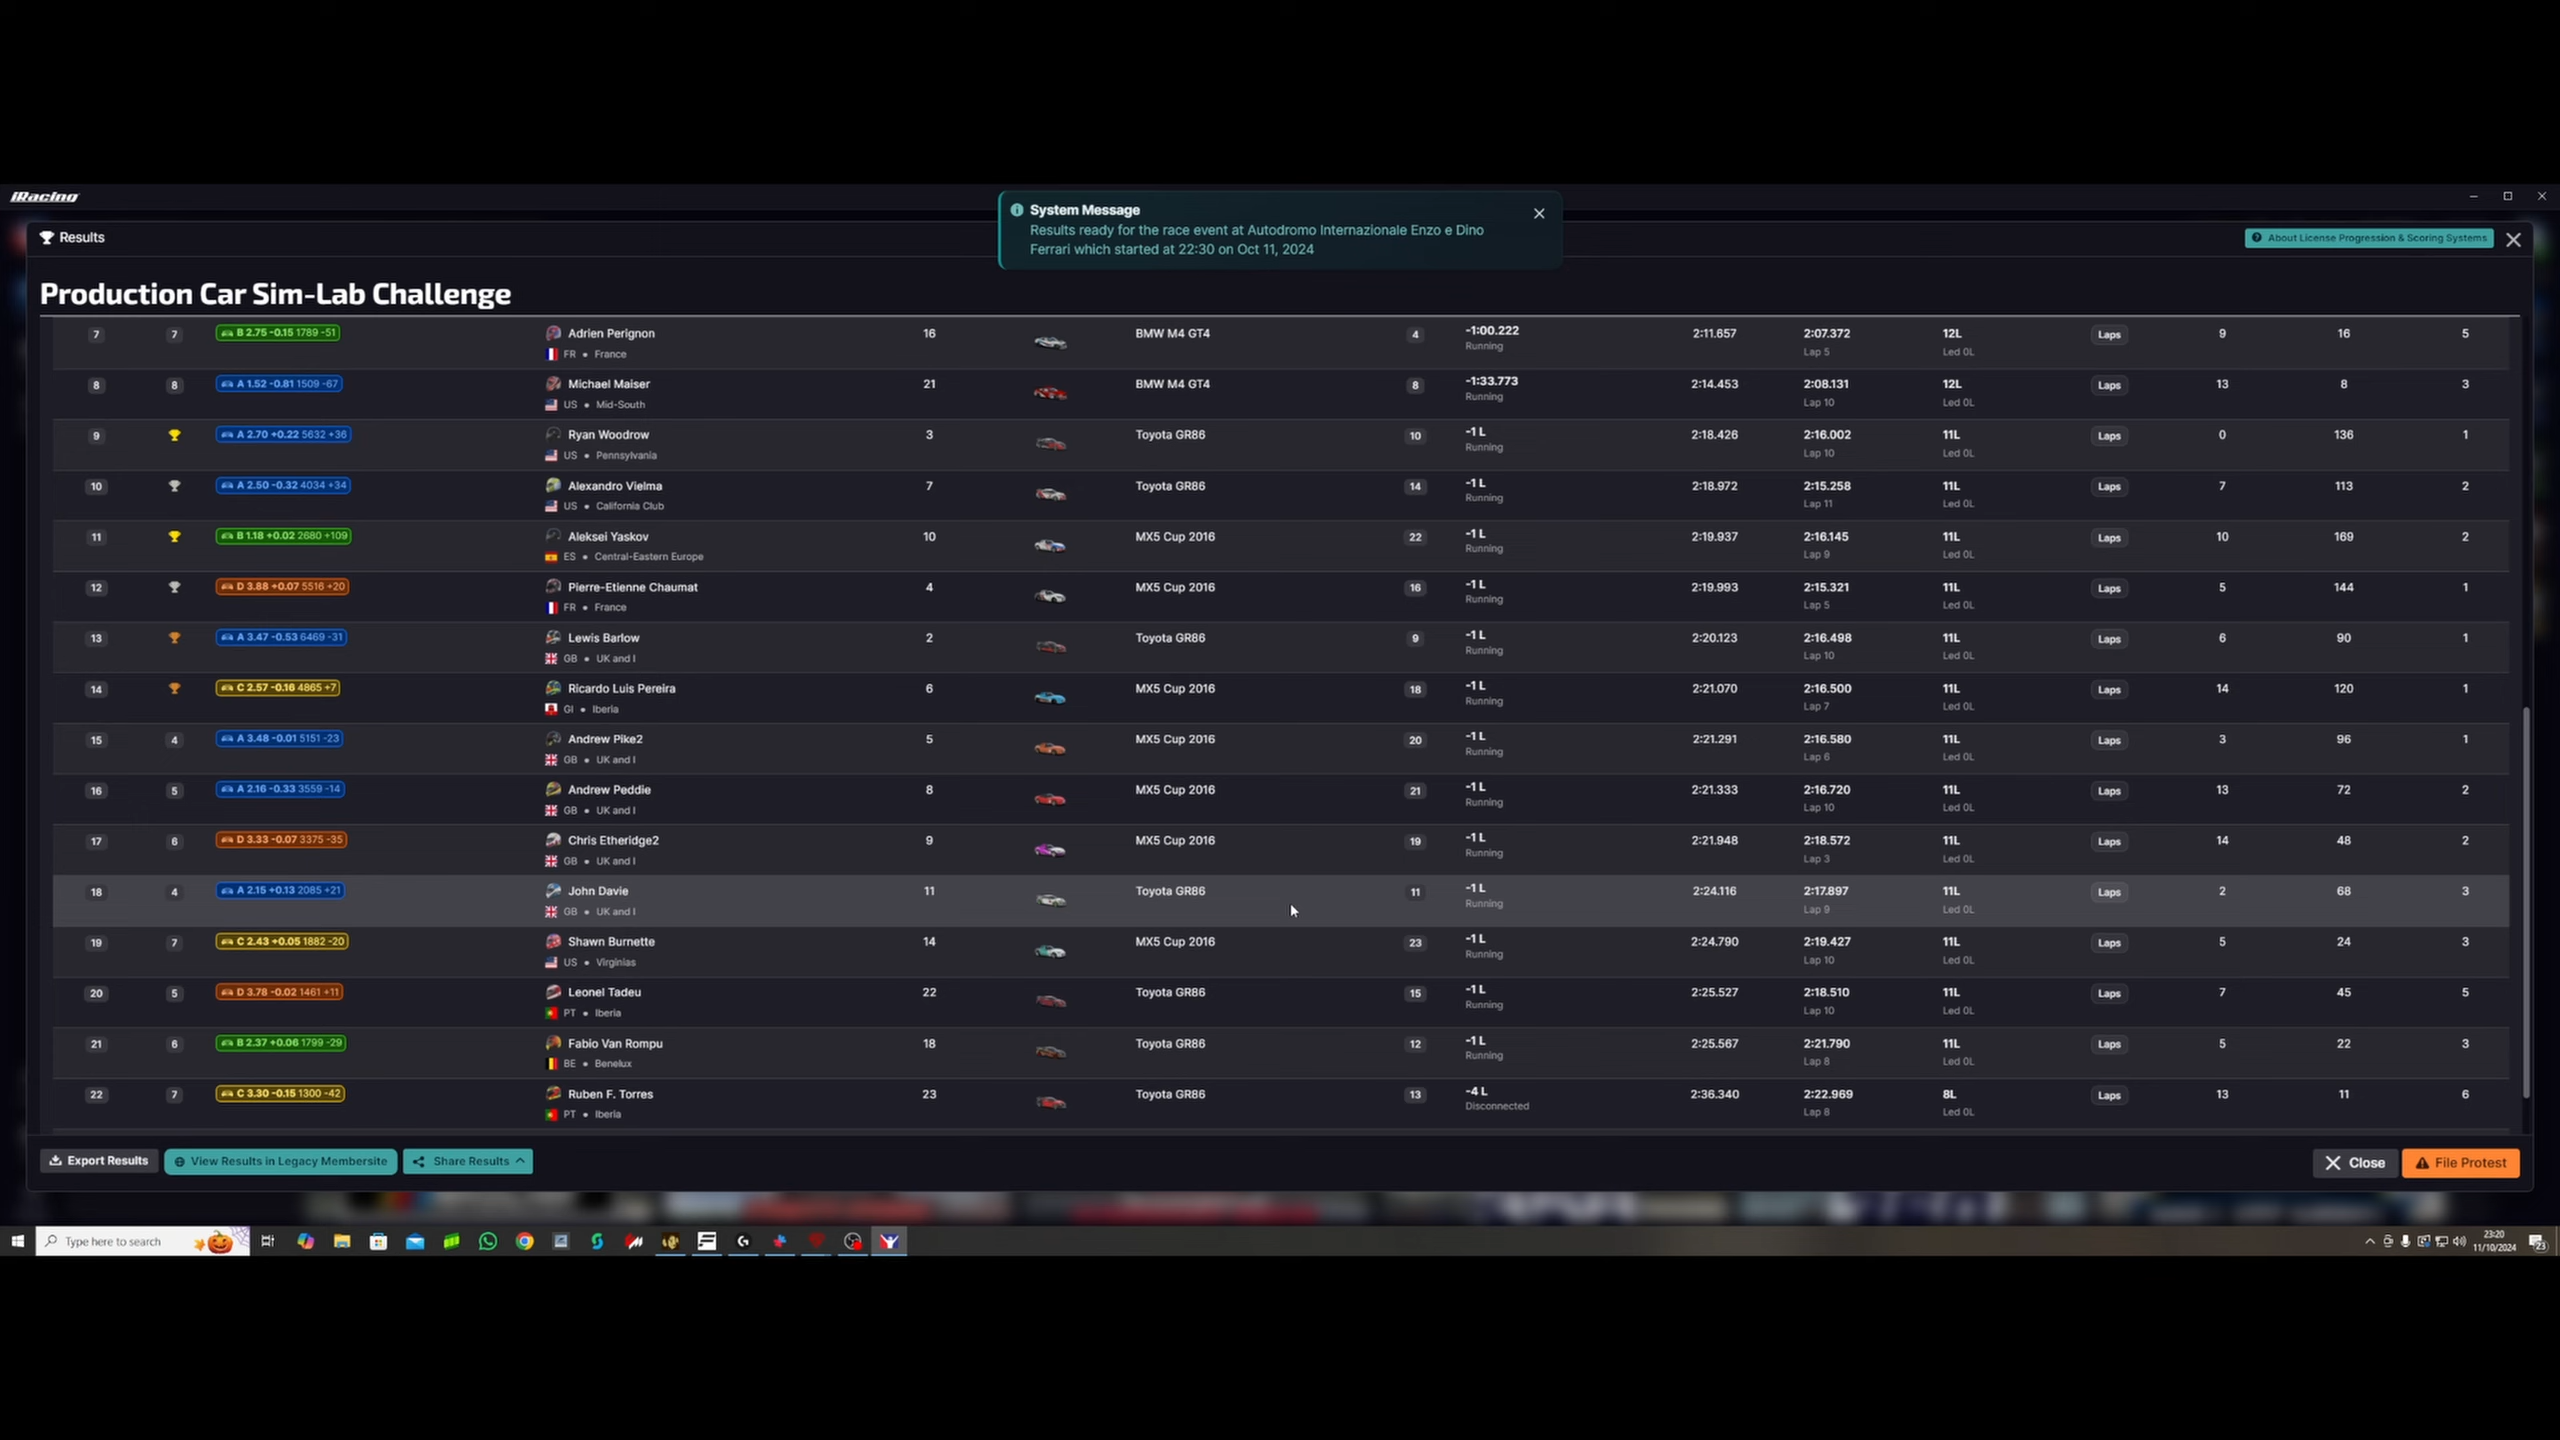 iRacing
System Message
Results ready for the race event at Autodromo Internazionale Enzo e Dino
Ferrari which started at 22:30 on Oct 11, 2024
Results
About License Progression & Scoring Systems
Production Car Sim-Lab Challenge
7 7 B 2.75 -0.15 1789 -51 Adrien Perignon 16 BMW M4 GT4 4 -1:00.222 2:11.657 2:07.372 12L Laps 9 16 5
FR • France Running Lap 5 Led 0L
8 8 A 1.52 -0.81 1509 -67 Michael Maiser 21 BMW M4 GT4 8 -1:33.773 2:14.453 2:08.131 12L Laps 13 8 3
US • Mid-South Running Lap 10 Led 0L
9 A 2.70 +0.22 5632 +36 Ryan Woodrow 3 Toyota GR86 10 -1 L 2:18.426 2:16.002 11L Laps 0 136 1
US • Pennsylvania Running Lap 10 Led 0L
10 A 2.50 -0.32 4034 +34 Alexandro Vielma 7 Toyota GR86 14 -1 L 2:18.972 2:15.258 11L Laps 7 113 2
US • California Club Running Lap 11 Led 0L
11 B 1.18 +0.02 2680 +109 Aleksei Yaskov 10 MX5 Cup 2016 22 -1 L 2:19.937 2:16.145 11L Laps 10 169 2
ES • Central-Eastern Europe Running Lap 9 Led 0L
12 D 3.88 +0.07 5516 +20 Pierre-Etienne Chaumat 4 MX5 Cup 2016 16 -1 L 2:19.993 2:15.321 11L Laps 5 144 1
FR • France Running Lap 5 Led 0L
13 A 3.47 -0.53 6469 -31 Lewis Barlow 2 Toyota GR86 9 -1 L 2:20.123 2:16.498 11L Laps 6 90 1
GB • UK and I Running Lap 10 Led 0L
14 C 2.57 -0.16 4865 +7 Ricardo Luis Pereira 6 MX5 Cup 2016 18 -1 L 2:21.070 2:16.500 11L Laps 14 120 1
GI • Iberia Running Lap 7 Led 0L
15 4 A 3.48 -0.01 5151 -23 Andrew Pike2 5 MX5 Cup 2016 20 -1 L 2:21.291 2:16.580 11L Laps 3 96 1
GB • UK and I Running Lap 6 Led 0L
16 5 A 2.16 -0.33 3559 -14 Andrew Peddie 8 MX5 Cup 2016 21 -1 L 2:21.333 2:16.720 11L Laps 13 72 2
GB • UK and I Running Lap 10 Led 0L
17 6 D 3.33 -0.07 3375 -35 Chris Etheridge2 9 MX5 Cup 2016 19 -1 L 2:21.948 2:18.572 11L Laps 14 48 2
GB • UK and I Running Lap 3 Led 0L
18 4 A 2.15 +0.13 2085 +21 John Davie 11 Toyota GR86 11 -1 L 2:24.116 2:17.897 11L Laps 2 68 3
GB • UK and I Running Lap 9 Led 0L
19 7 C 2.43 +0.05 1882 -20 Shawn Burnette 14 MX5 Cup 2016 23 -1 L 2:24.790 2:19.427 11L Laps 5 24 3
US • Virginias Running Lap 10 Led 0L
20 5 D 3.78 -0.02 1461 +11 Leonel Tadeu 22 Toyota GR86 15 -1 L 2:25.527 2:18.510 11L Laps 7 45 5
PT • Iberia Running Lap 10 Led 0L
21 6 B 2.37 +0.06 1799 -29 Fabio Van Rompu 18 Toyota GR86 12 -1 L 2:25.567 2:21.790 11L Laps 5 22 3
BE • Benelux Running Lap 8 Led 0L
22 7 C 3.30 -0.15 1300 -42 Ruben F. Torres 23 Toyota GR86 13 -4 L 2:36.340 2:22.969 8L Laps 13 11 6
PT • Iberia Disconnected Lap 8 Led 0L
Export Results View Results in Legacy Membersite Share Results Close File Protest
Type here to search
23:20
11/10/2024
23